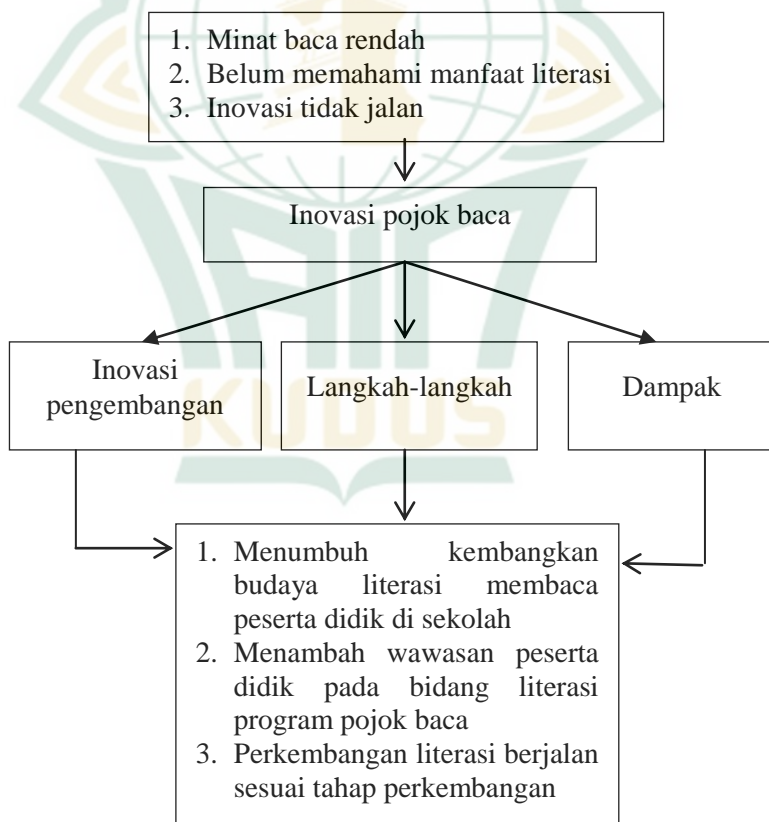 1. Minat baca rendah
2. Belum memahami manfaat literasi
3. Inovasi tidak jalan
Inovasi pojok baca
Inovasi
pengembangan
Langkah-langkah
Dampak
1. Menumbuh kembangkan
budaya literasi membaca
peserta didik di sekolah
2. Menambah wawasan peserta
didik pada bidang literasi
program pojok baca
3. Perkembangan literasi berjalan
sesuai tahap perkembangan
IAIN
KUDUS